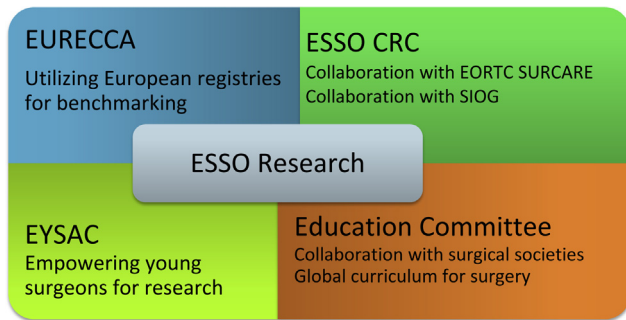 EURECCA
Utilizing European registries
for benchmarking
ESSO CRC
Collaboration with EORTC SURCARE
Collaboration with SIOG
ESSO Research
EYSAC
Empowering young
surgeons for research
Education Committee
Collaboration with surgical societies
Global curriculum for surgery